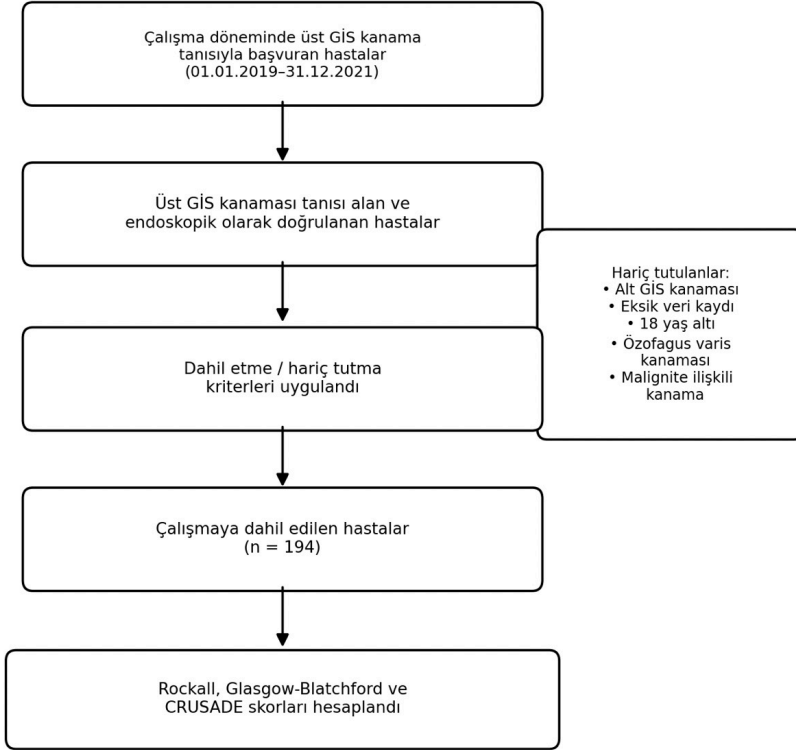 Çalışma döneminde üst GİS kanama
tanısıyla başvuran hastalar
(01.01.2019–31.12.2021)
Üst GİS kanaması tanısı alan ve
endoskopik olarak doğrulanan hastalar
Hariç tutulanlar:
• Alt GİS kanaması
• Eksik veri kaydı
• 18 yaş altı
• Özofagus varis
kanaması
• Malignite ilişkili
kanama
Dahil etme / hariç tutma
kriterleri uygulandı
Çalışmaya dahil edilen hastalar
(n = 194)
Rockall, Glasgow-Blatchford ve
CRUSADE skorları hesaplandı